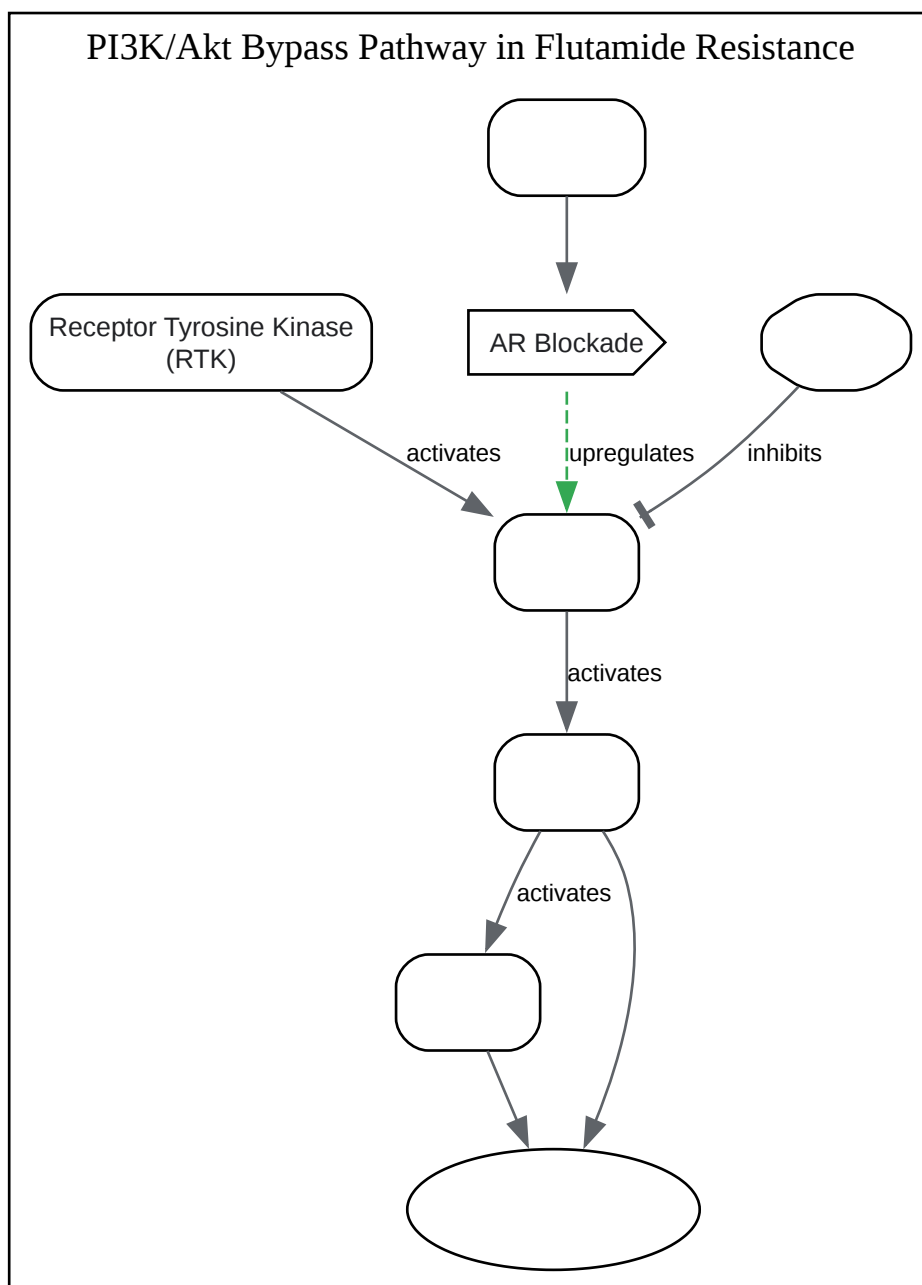 PI3K/Akt Bypass Pathway in Flutamide Resistance
Receptor Tyrosine Kinase
(RTK)
AR Blockade
activates
upregulates
inhibits
activates
activates